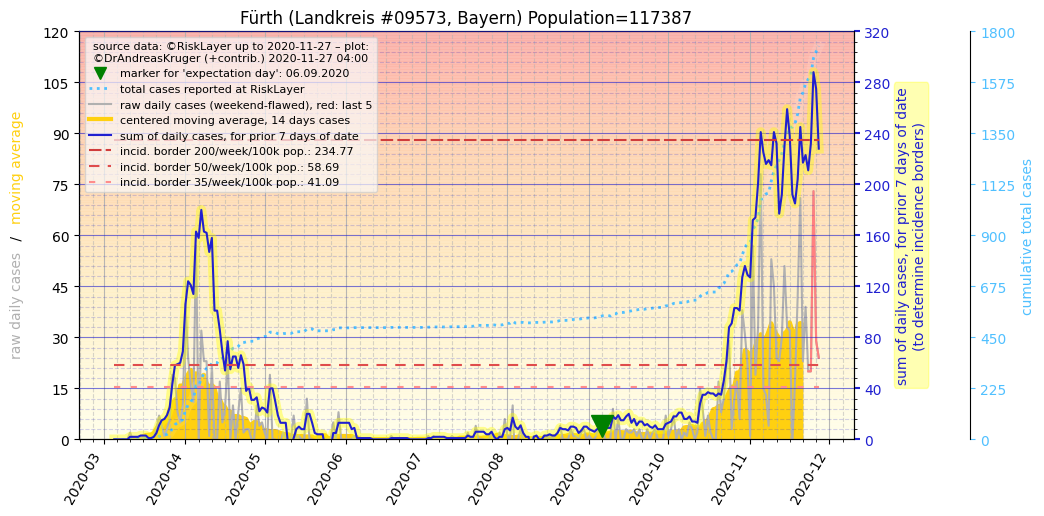 Fürth (Landkreis #09573, Bayern) Population=117387
source data: ©RiskLayer up to 2020-11-27 – plot:
©DrAndreasKruger (+contrib.) 2020-11-27 04:00
marker for 'expectation day': 06.09.2020
total cases reported at RiskLayer
raw daily cases (weekend-flawed), red: last 5
centered moving average, 14 days cases
sum of daily cases, for prior 7 days of date
incid. border 200/week/100k pop.: 234.77
incid. border 50/week/100k pop.: 58.69
incid. border 35/week/100k pop.: 41.09
raw daily cases / moving average
120
105
90
75
60
45
30
15
0
2020-03
2020-04
2020-05
2020-06
2020-07
2020-08
2020-09
2020-10
2020-11
2020-12
320
280
240
200
160
120
80
40
0
sum of daily cases, for prior 7 days of date
(to determine incidence borders)
1800
1575
1350
1125
900
675
450
225
0
cumulative total cases